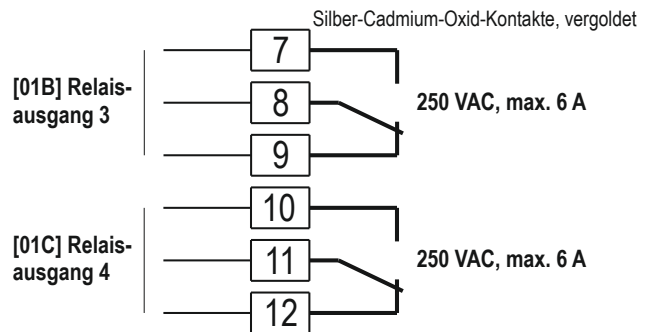 Silber-Cadmium-Oxid-Kontakte, vergoldet
7
[01B] Relais-
ausgang 3
8
250 VAC, max. 6 A
9
10
[01C] Relais-
ausgang 4
11
250 VAC, max. 6 A
12